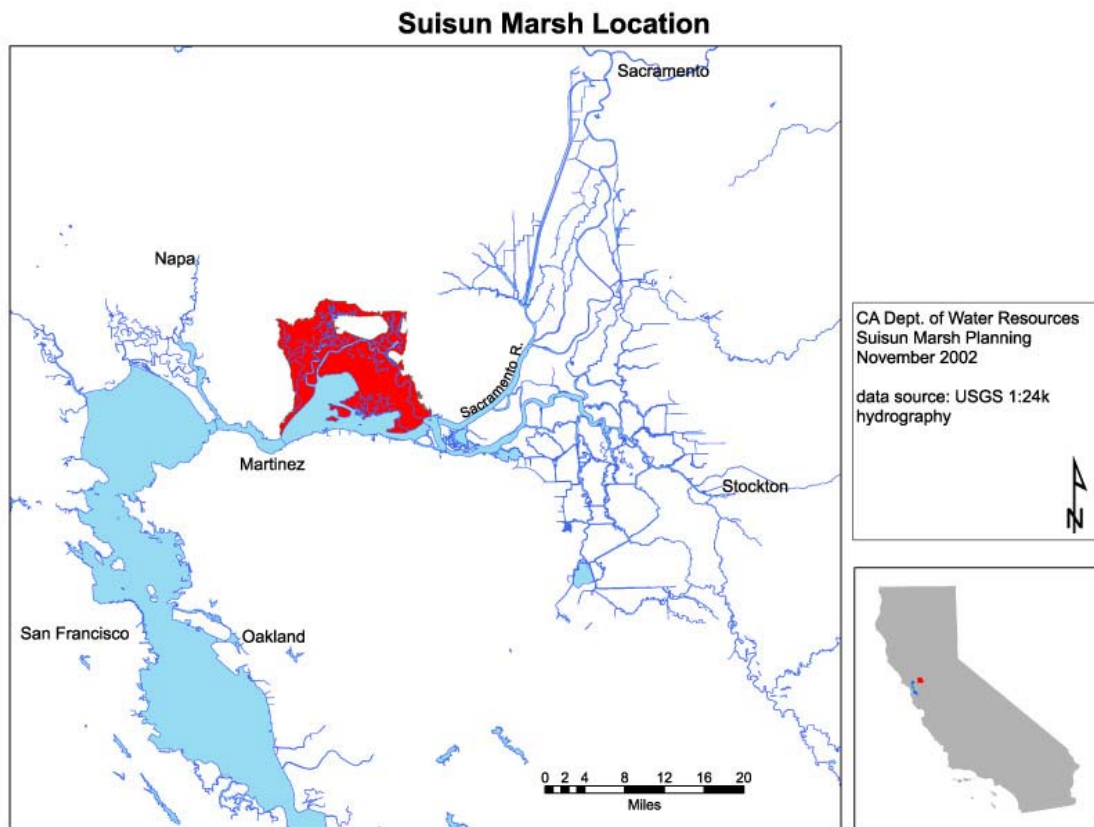 Suisun Marsh Location
Sacramento
Napa
Sacramento R.
Martinez
Stockton
San Francisco
Oakland
0 2 4 8 12 16 20
Miles
CA Dept. of Water Resources
Suisun Marsh Planning
November 2002
data source: USGS 1:24k
hydrography
N